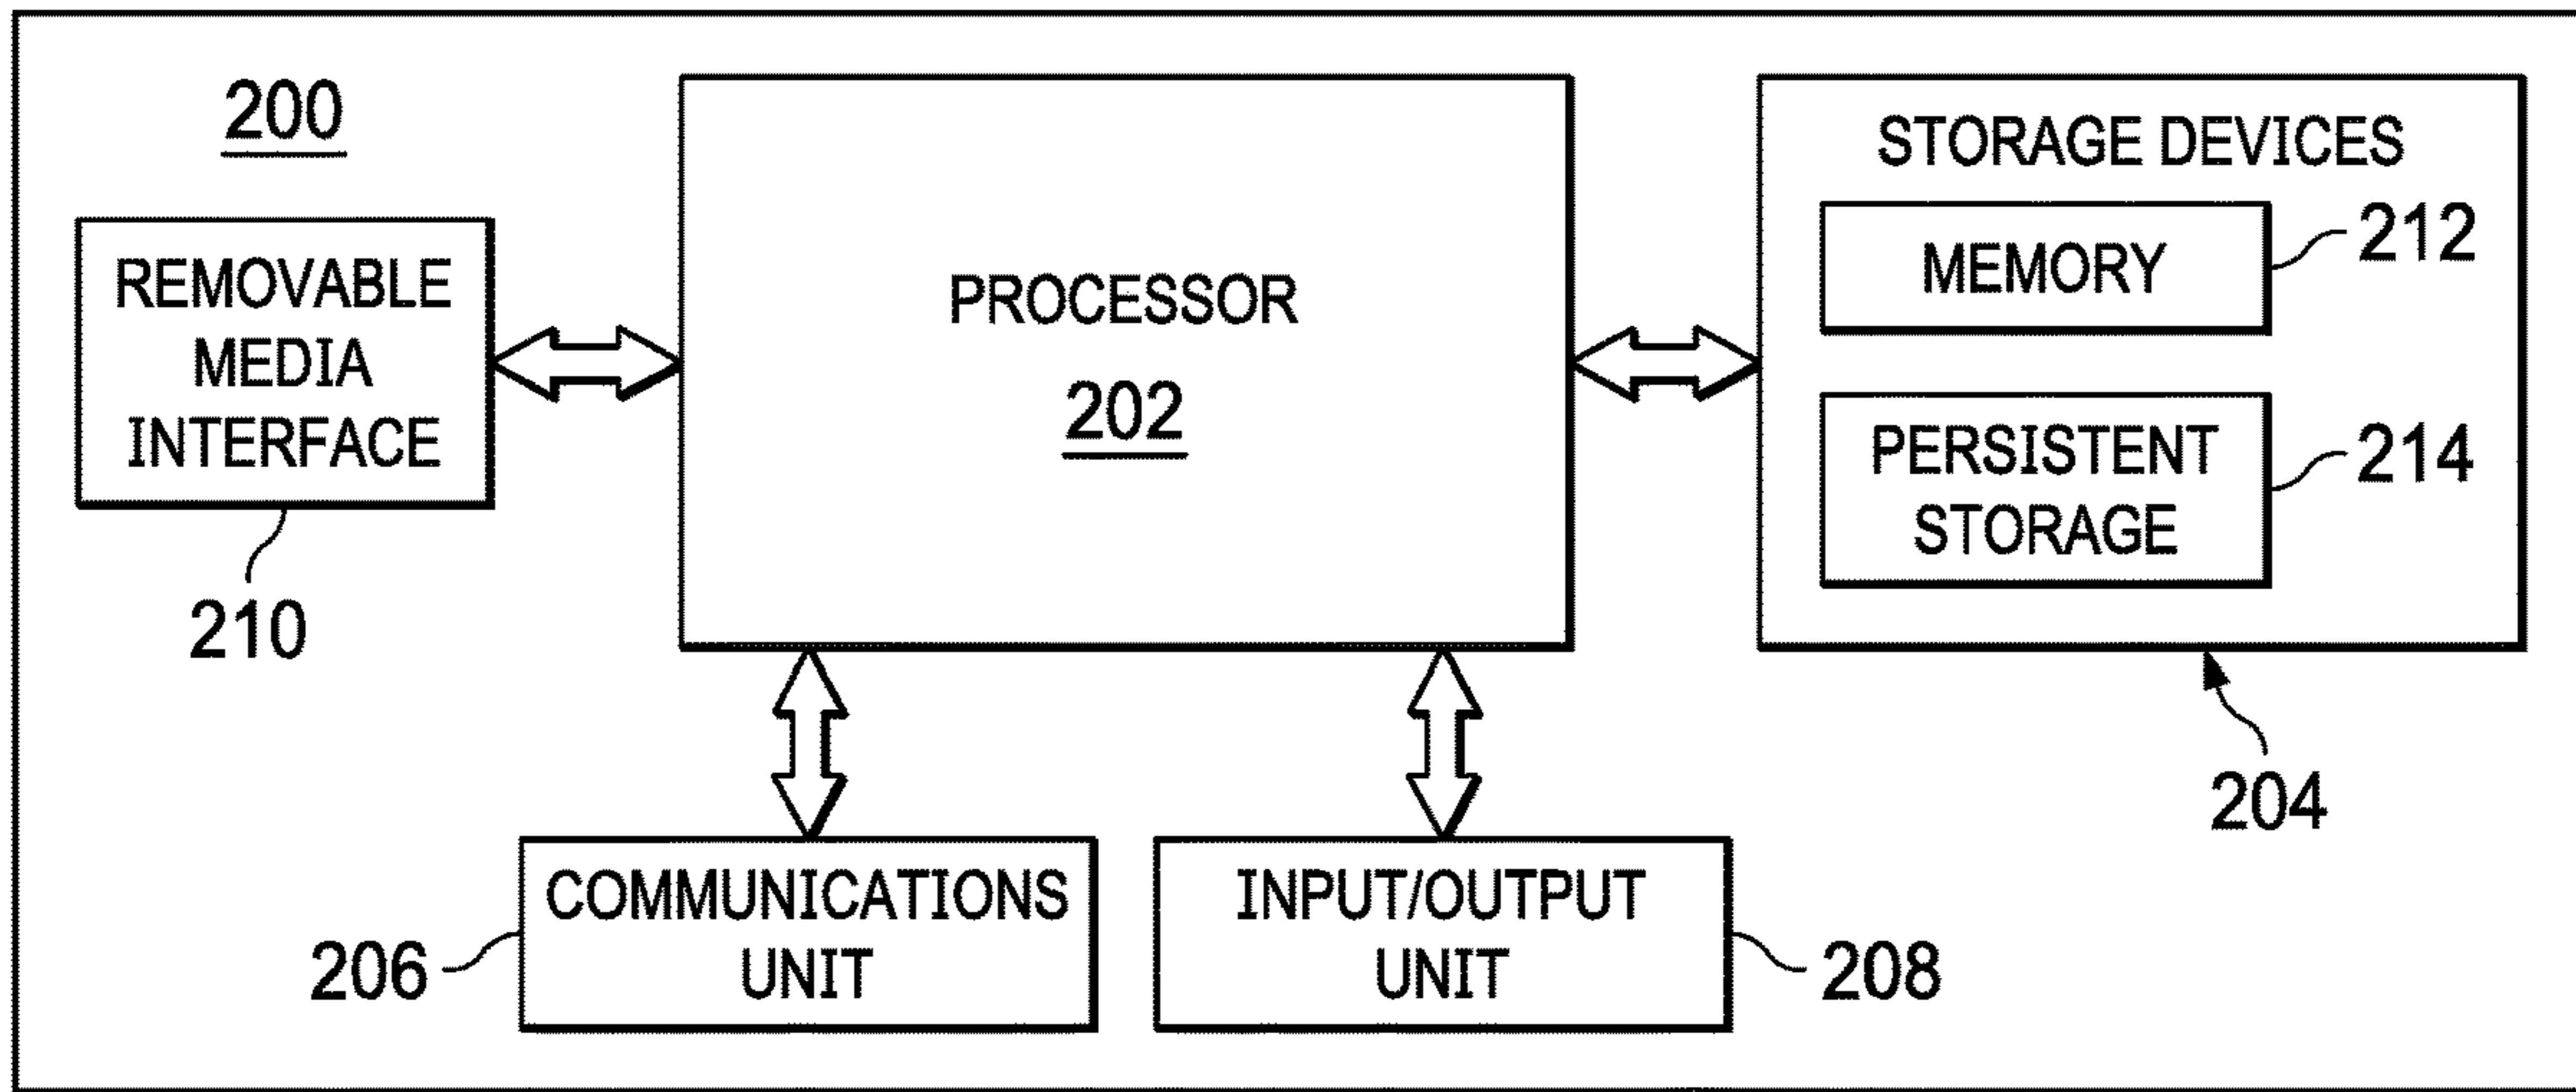 200
REMOVABLE
MEDIA
INTERFACE
210
PROCESSOR
202
STORAGE DEVICES
MEMORY
212
PERSISTENT
STORAGE
214
204
COMMUNICATIONS
UNIT
206
INPUT/OUTPUT
UNIT
208